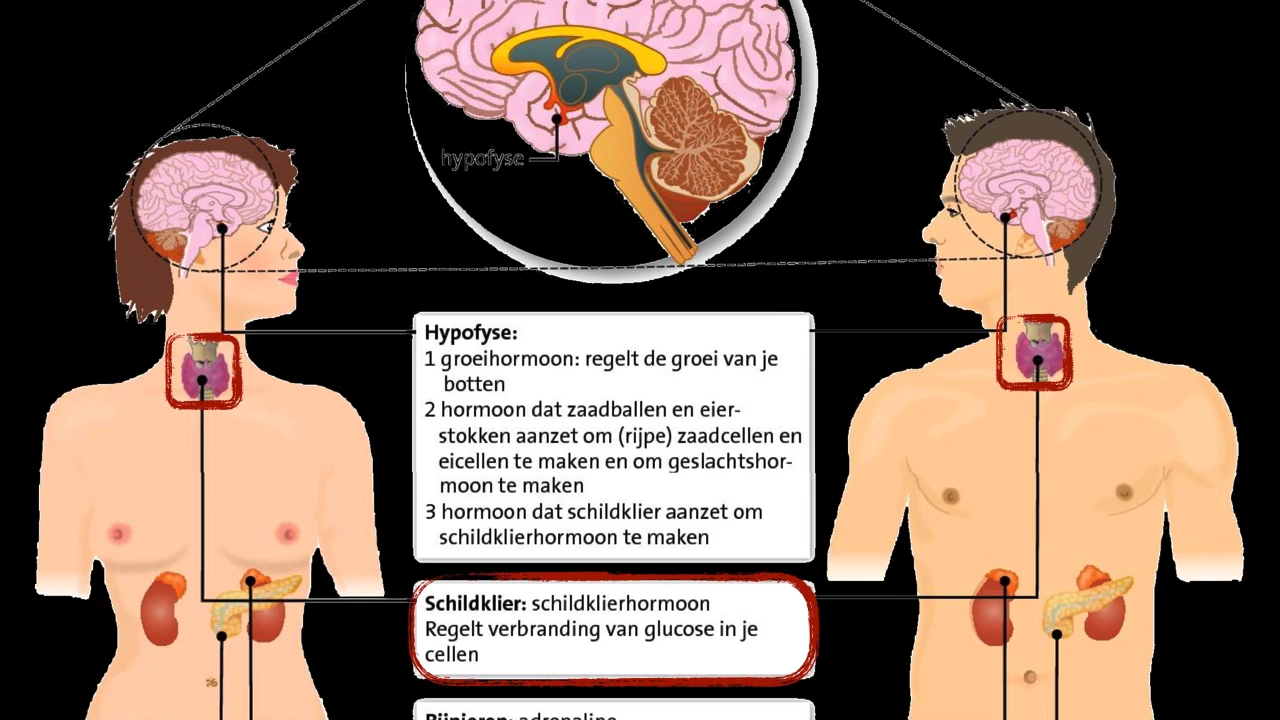 hypofyse
Hypofyse:
1 groeihormoon: regelt de groei van je
botten
2 hormoon dat zaadballen en eier-
stokken aanzet om (rijpe) zaadcellen en
eicellen te maken en om geslachtshor-
moon te maken
3 hormoon dat schildklier aanzet om
schildklierhormoon te maken
Schildklier: schildklierhormoon
Regelt verbranding van glucose in je
cellen
Bijnieren: adrenaline